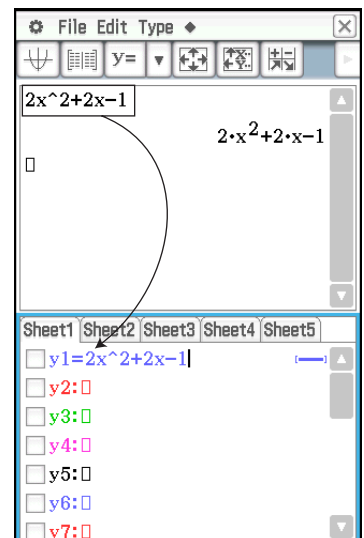 File Edit Type ◆
Y=
2x^2+2x−1
2·x²+2·x−1
Sheet1 Sheet2 Sheet3 Sheet4 Sheet5
y1=2x^2+2x−1
y2:▯
y3:▯
y4:▯
y5:▯
y6:▯
y7:▯